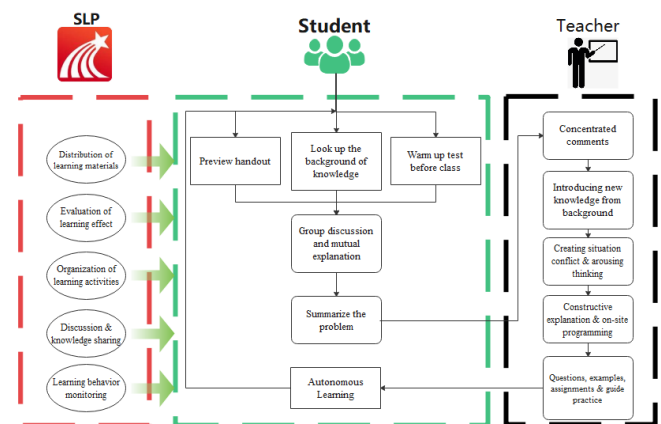 SLP
Student
Teacher
Distribution of
learning materials
Evaluation of
learning effect
Organization of
learning activities
Discussion &
knowledge sharing
Learning behavior
monitoring
Preview handout
Look up the
background of
knowledge
Warm up test
before class
Group discussion
and mutual
explanation
Summarize the
problem
Autonomous
Learning
Concentrated
comments
Introducing new
knowledge from
background
Creating situation
conflict & arousing
thinking
Constructive
explanation & on-site
programming
Questions, examples,
assignments & guide
practice